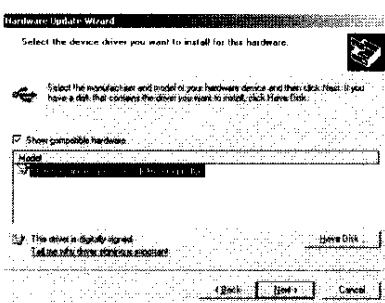 Hardware Update Wizard
Select the device driver you want to install for this hardware.
Select the manufacturer and model of your hardware device and then click Next. If you
have a disk that contains the driver you want to install, click Have Disk.
Show compatible hardware
Model
This driver is digitally signed.
Tell me why driver signing is important
Have Disk...
< Back
Next >
Cancel